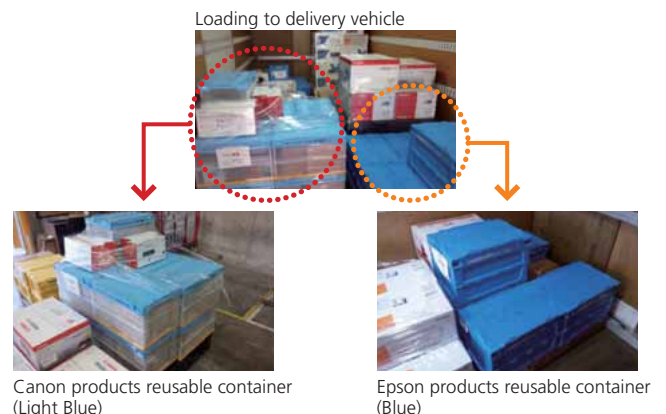 Loading to delivery vehicle
Canon products reusable container
(Light Blue)
Epson products reusable container
(Blue)